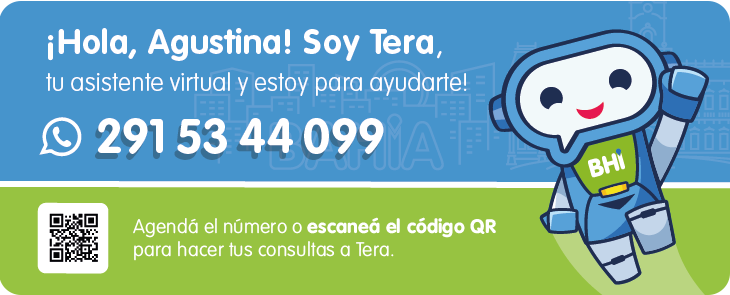 ¡Hola, Agustina! Soy Tera,
tu asistente virtual y estoy para ayudarte!
291 53 44 099
BAHIA
BHi
Agendá el número o escaneá el código QR
para hacer tus consultas a Tera.